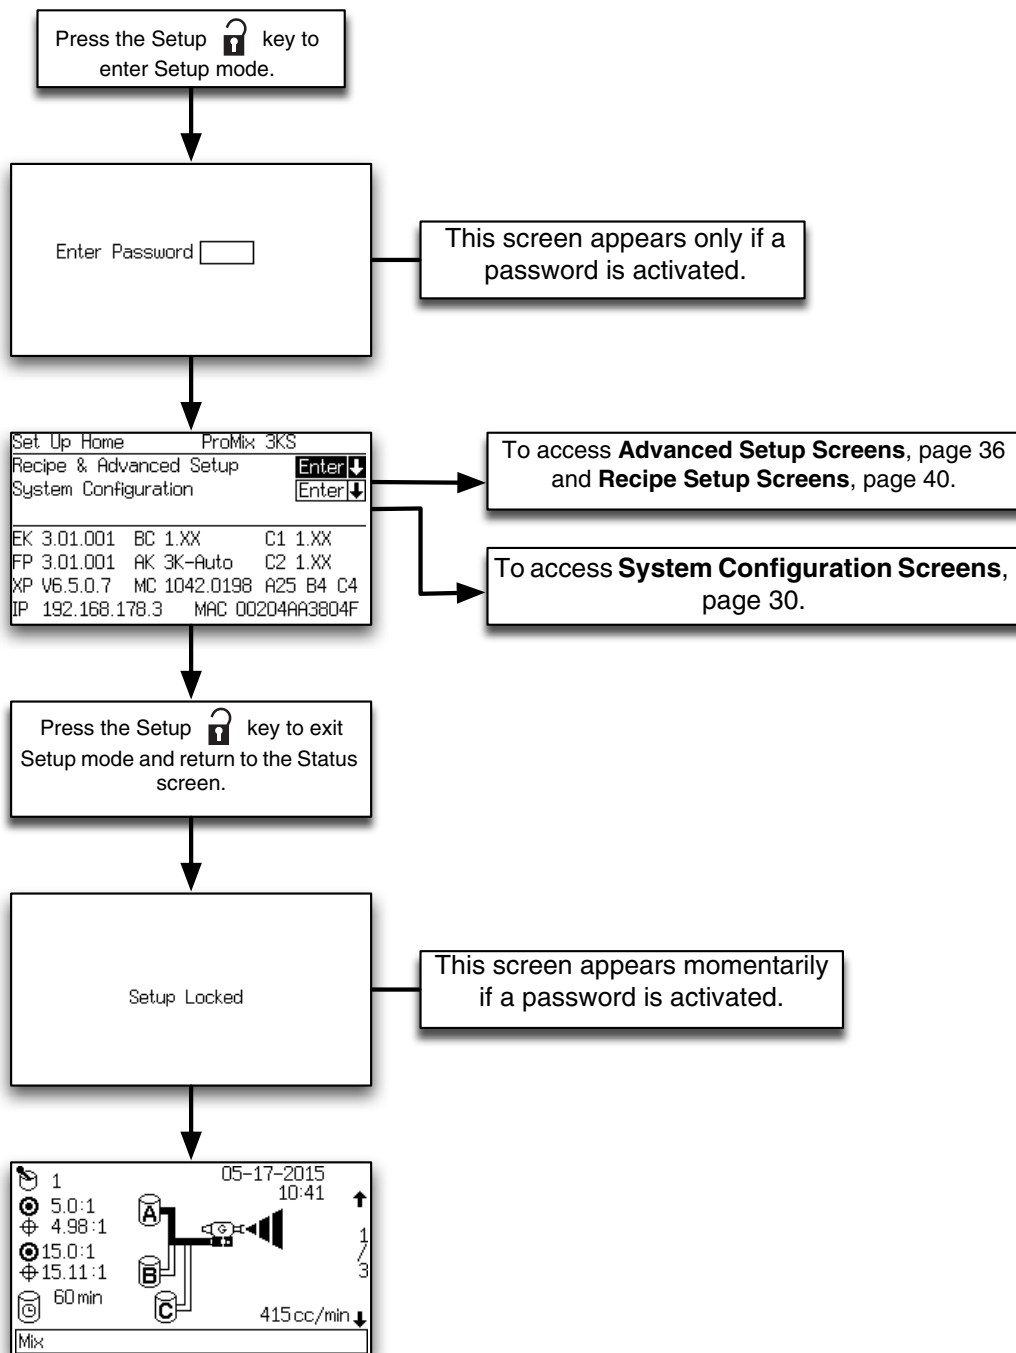 Press the Setup key to
enter Setup mode.
Enter Password
This screen appears only if a
password is activated.
Set Up Home ProMix 3KS
Recipe & Advanced Setup Enter
System Configuration Enter
EK 3.01.001 BC 1.XX C1 1.XX
FP 3.01.001 AK 3K-Auto C2 1.XX
XP V6.5.0.7 MC 1042.0198 A25 B4 C4
IP 192.168.178.3 MAC 00204AA3804F
To access Advanced Setup Screens, page 36
and Recipe Setup Screens, page 40.
To access System Configuration Screens,
page 30.
Press the Setup key to exit
Setup mode and return to the Status
screen.
Setup Locked
This screen appears momentarily
if a password is activated.
1 05-17-2015
10:41
5.0:1
4.98:1
15.0:1
15.11:1
60 min
A
B
C
G
1
/
3
415 cc/min
Mix